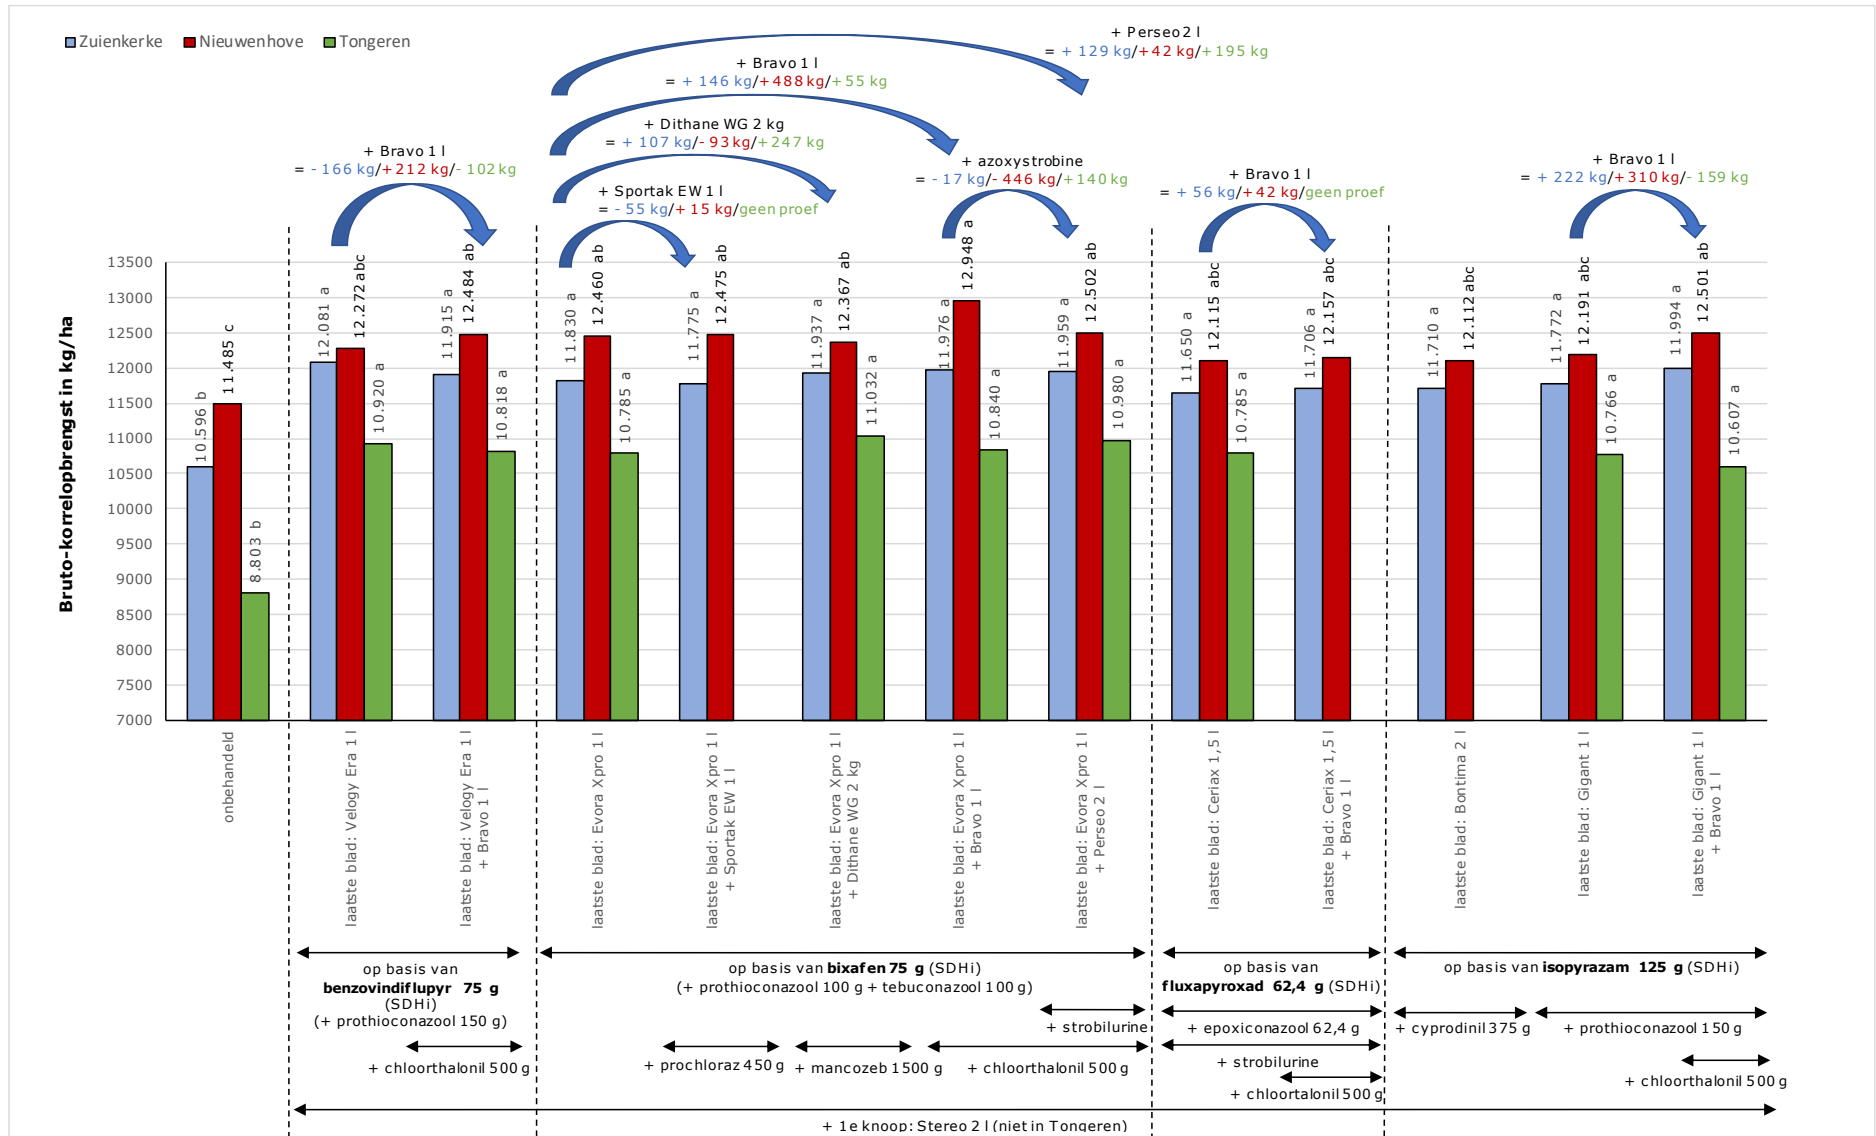 Zuienkerke Nieuwenhove Tongeren
+ Perseo 2 l
= + 129 kg/+42 kg/+195 kg
+ Bravo 1 l
= + 146 kg/+488 kg/+55 kg
+ Dithane WG 2 kg
= + 107 kg/- 93 kg/+247 kg
+ Bravo 1 l
= - 166 kg/+212 kg/- 102 kg
+ Sportak EW 1 l
= - 55 kg/+ 15 kg/geen proef
+ azoxystrobine
= - 17 kg/- 446 kg/+140 kg
+ Bravo 1 l
= + 56 kg/+42 kg/geen proef
+ Bravo 1 l
= + 222 kg/+310 kg/- 159 kg
Bruto-korrelopbrengst in kg/ha
13500
13000
12500
12000
11500
11000
10500
10000
9500
9000
8500
8000
7500
7000
10.596 b
11.485 c
8.803 b
12.081 a
12.272 abc
10.920 a
11.915 a
12.484 ab
10.818 a
11.830 a
12.460 ab
10.785 a
11.775 a
12.475 ab
11.937 a
12.367 ab
11.032 a
11.976 a
12.948 a
10.840 a
11.959 a
12.502 ab
10.980 a
11.650 a
12.115 abc
10.785 a
11.706 a
12.157 abc
11.710 a
12.112 abc
11.772 a
12.191 abc
10.766 a
11.994 a
12.501 ab
10.607 a
onbehandeld
laatste blad: Velogy Era 1 l
laatste blad: Velogy Era 1 l
+ Bravo 1 l
laatste blad: Evora Xpro 1 l
laatste blad: Evora Xpro 1 l
+ Sportak EW 1 l
laatste blad: Evora Xpro 1 l
+ Dithane WG 2 kg
laatste blad: Evora Xpro 1 l
+ Bravo 1 l
laatste blad: Evora Xpro 1 l
+ Perseo 2 l
laatste blad: Ceriax 1,5 l
laatste blad: Ceriax 1,5 l
+ Bravo 1 l
laatste blad: Bontima 2 l
laatste blad: Gigant 1 l
laatste blad: Gigant 1 l
+ Bravo 1 l
op basis van
benzovindiflupyr 75 g
(SDHi)
(+ prothioconazool 150 g)
+ chloorthalonil 500 g
op basis van bixafen 75 g (SDHi)
(+ prothioconazool 100 g + tebuconazool 100 g)
+ strobilurine
+ prochloraz 450 g
+ mancozeb 1500 g
+ chloorthalonil 500 g
op basis van
fluxapyroxad 62,4 g (SDHi)
+ epoxiconazool 62,4 g
+ strobilurine
+ chloortalonil 500 g
op basis van isopyrazam 125 g (SDHi)
+ cyprodinil 375 g
+ prothioconazool 150 g
+ chloorthalonil 500 g
+ 1e knoop: Stereo 2 l (niet in Tongeren)